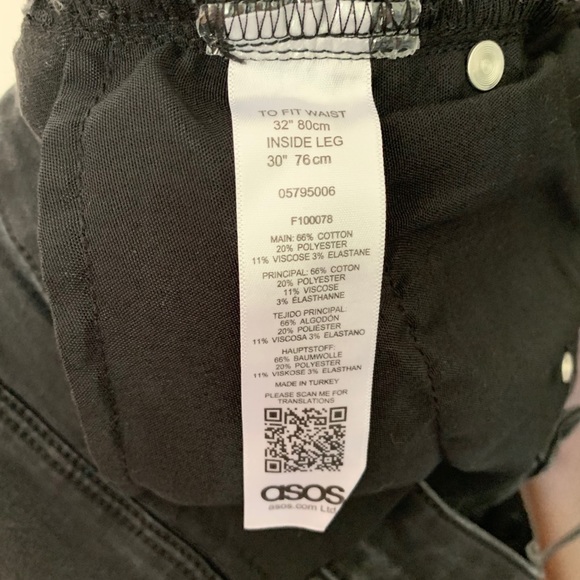 TO FIT WAIST
32" 80cm
INSIDE LEG
30" 76cm
05795006
F100078
MAIN: 66% COTTON
20% POLYESTER
11% VISCOSE 3% ELASTANE
PRINCIPAL: 66% COTON
20% POLYESTER
11% VISCOSE
3% ÉLASTHANNE
TEJIDO PRINCIPAL:
66% ALGODÓN
20% POLIÉSTER
11% VISCOSA 3% ELASTANO
HAUPTSTOFF:
66% BAUMWOLLE
20% POLYESTER
11% VISKOSE 3% ELASTHAN
MADE IN TURKEY
PLEASE SCAN ME FOR
TRANSLATIONS
asos
asos.com Ltd